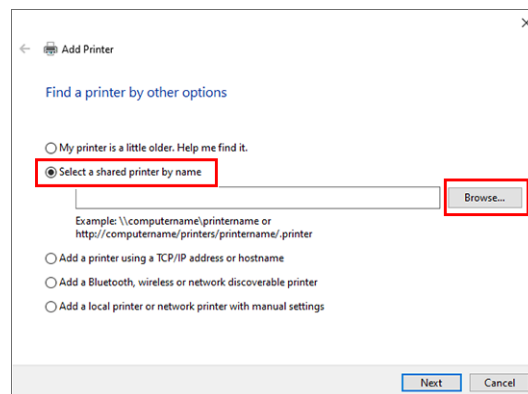 Add Printer
Find a printer by other options
My printer is a little older. Help me find it.
Select a shared printer by name
Browse...
Example: \\computername\printername or
http://computername/printers/printername/.printer
Add a printer using a TCP/IP address or hostname
Add a Bluetooth, wireless or network discoverable printer
Add a local printer or network printer with manual settings
Next
Cancel